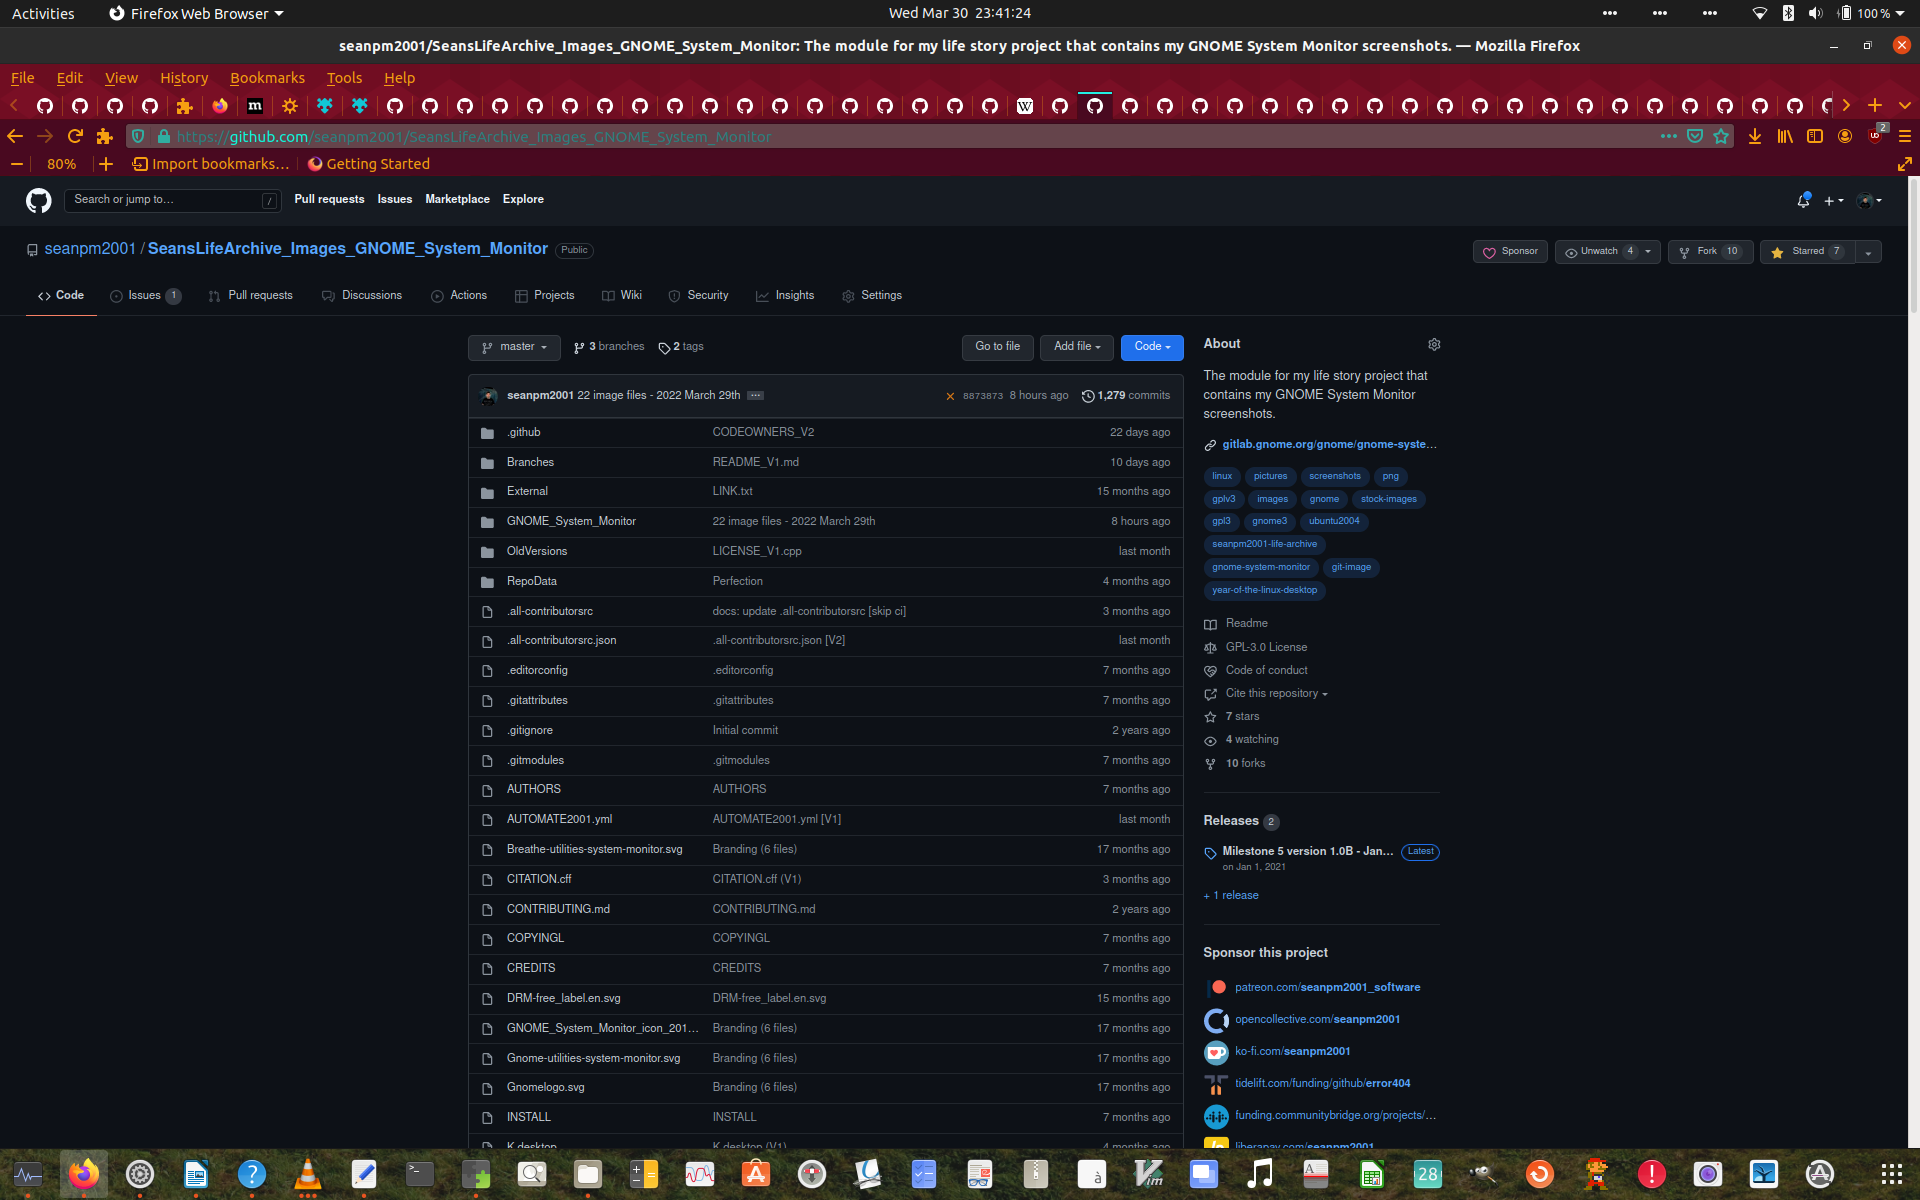 Activities Firefox Web Browser Wed Mar 30 23:41:24 100 %
seanpm2001/SeansLifeArchive_Images_GNOME_System_Monitor: The module for my life story project that contains my GNOME System Monitor screenshots. — Mozilla Firefox
File Edit View History Bookmarks Tools Help
https://github.com/seanpm2001/SeansLifeArchive_Images_GNOME_System_Monitor 2
80% Import bookmarks... Getting Started
Search or jump to... / Pull requests Issues Marketplace Explore
seanpm2001 / SeansLifeArchive_Images_GNOME_System_Monitor Public
Sponsor Unwatch 4 Fork 10 Starred 7
Code Issues 1 Pull requests Discussions Actions Projects Wiki Security Insights Settings
master 3 branches 2 tags Go to file Add file Code
seanpm2001 22 image files - 2022 March 29th 8873873 8 hours ago 1,279 commits
.github CODEOWNERS_V2 22 days ago
Branches README_V1.md 10 days ago
External LINK.txt 15 months ago
GNOME_System_Monitor 22 image files - 2022 March 29th 8 hours ago
OldVersions LICENSE_V1.cpp last month
RepoData Perfection 4 months ago
.all-contributorsrc docs: update .all-contributorsrc [skip ci] 3 months ago
.all-contributorsrc.json .all-contributorsrc.json [V2] last month
.editorconfig .editorconfig 7 months ago
.gitattributes .gitattributes 7 months ago
.gitignore Initial commit 2 years ago
.gitmodules .gitmodules 7 months ago
AUTHORS AUTHORS 7 months ago
AUTOMATE2001.yml AUTOMATE2001.yml [V1] last month
Breathe-utilities-system-monitor.svg Branding (6 files) 17 months ago
CITATION.cff CITATION.cff (V1) 3 months ago
CONTRIBUTING.md CONTRIBUTING.md 2 years ago
COPYINGL COPYINGL 7 months ago
CREDITS CREDITS 7 months ago
DRM-free_label.en.svg DRM-free_label.en.svg 15 months ago
GNOME_System_Monitor_icon_201... Branding (6 files) 17 months ago
Gnome-utilities-system-monitor.svg Branding (6 files) 17 months ago
Gnomelogo.svg Branding (6 files) 17 months ago
INSTALL INSTALL 7 months ago
K.desktop K.desktop (V1) 4 months ago
About
The module for my life story project that
contains my GNOME System Monitor
screenshots.
gitlab.gnome.org/gnome/gnome-syste...
linux pictures screenshots png
gplv3 images gnome stock-images
gpl3 gnome3 ubuntu2004
seanpm2001-life-archive
gnome-system-monitor git-image
year-of-the-linux-desktop
Readme
GPL-3.0 License
Code of conduct
Cite this repository
7 stars
4 watching
10 forks
Releases 2
Milestone 5 version 1.0B - Jan... Latest
on Jan 1, 2021
+ 1 release
Sponsor this project
patreon.com/seanpm2001_software
opencollective.com/seanpm2001
ko-fi.com/seanpm2001
tidelift.com/funding/github/error404
funding.communitybridge.org/projects/...
liberapay.com/seanpm2001
28